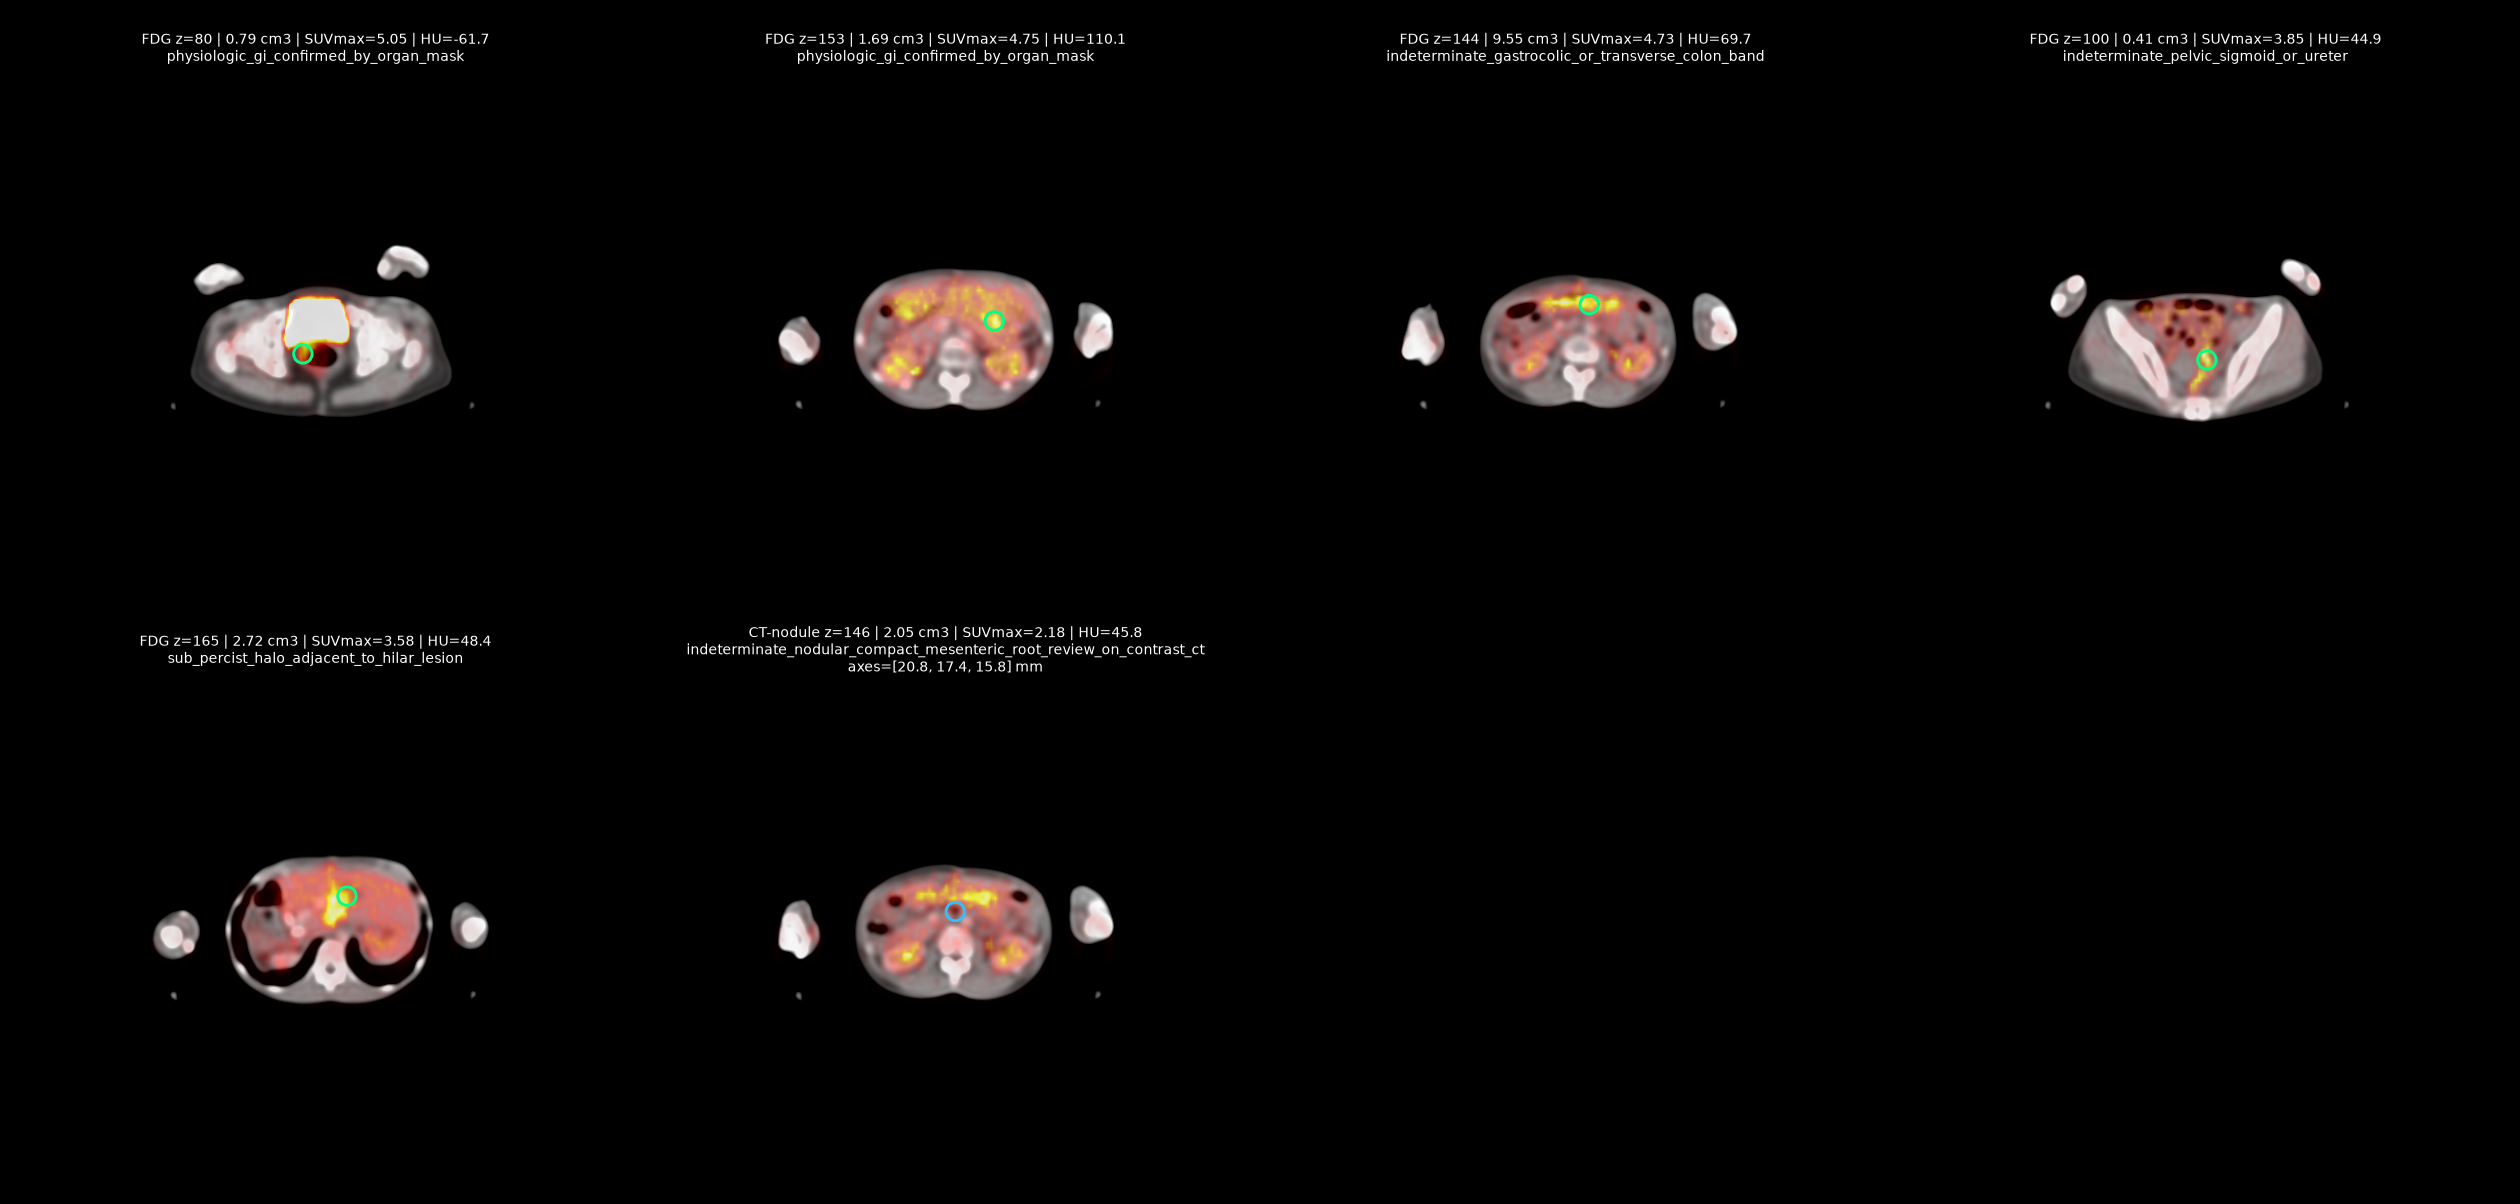 FDG z=80 | 0.79 cm3 | SUVmax=5.05 | HU=-61.7
physiologic_gi_confirmed_by_organ_mask
FDG z=153 | 1.69 cm3 | SUVmax=4.75 | HU=110.1
physiologic_gi_confirmed_by_organ_mask
FDG z=144 | 9.55 cm3 | SUVmax=4.73 | HU=69.7
indeterminate_gastrocolic_or_transverse_colon_band
FDG z=100 | 0.41 cm3 | SUVmax=3.85 | HU=44.9
indeterminate_pelvic_sigmoid_or_ureter
FDG z=165 | 2.72 cm3 | SUVmax=3.58 | HU=48.4
sub_percist_halo_adjacent_to_hilar_lesion
CT-nodule z=146 | 2.05 cm3 | SUVmax=2.18 | HU=45.8
indeterminate_nodular_compact_mesenteric_root_review_on_contrast_ct
axes=[20.8, 17.4, 15.8] mm